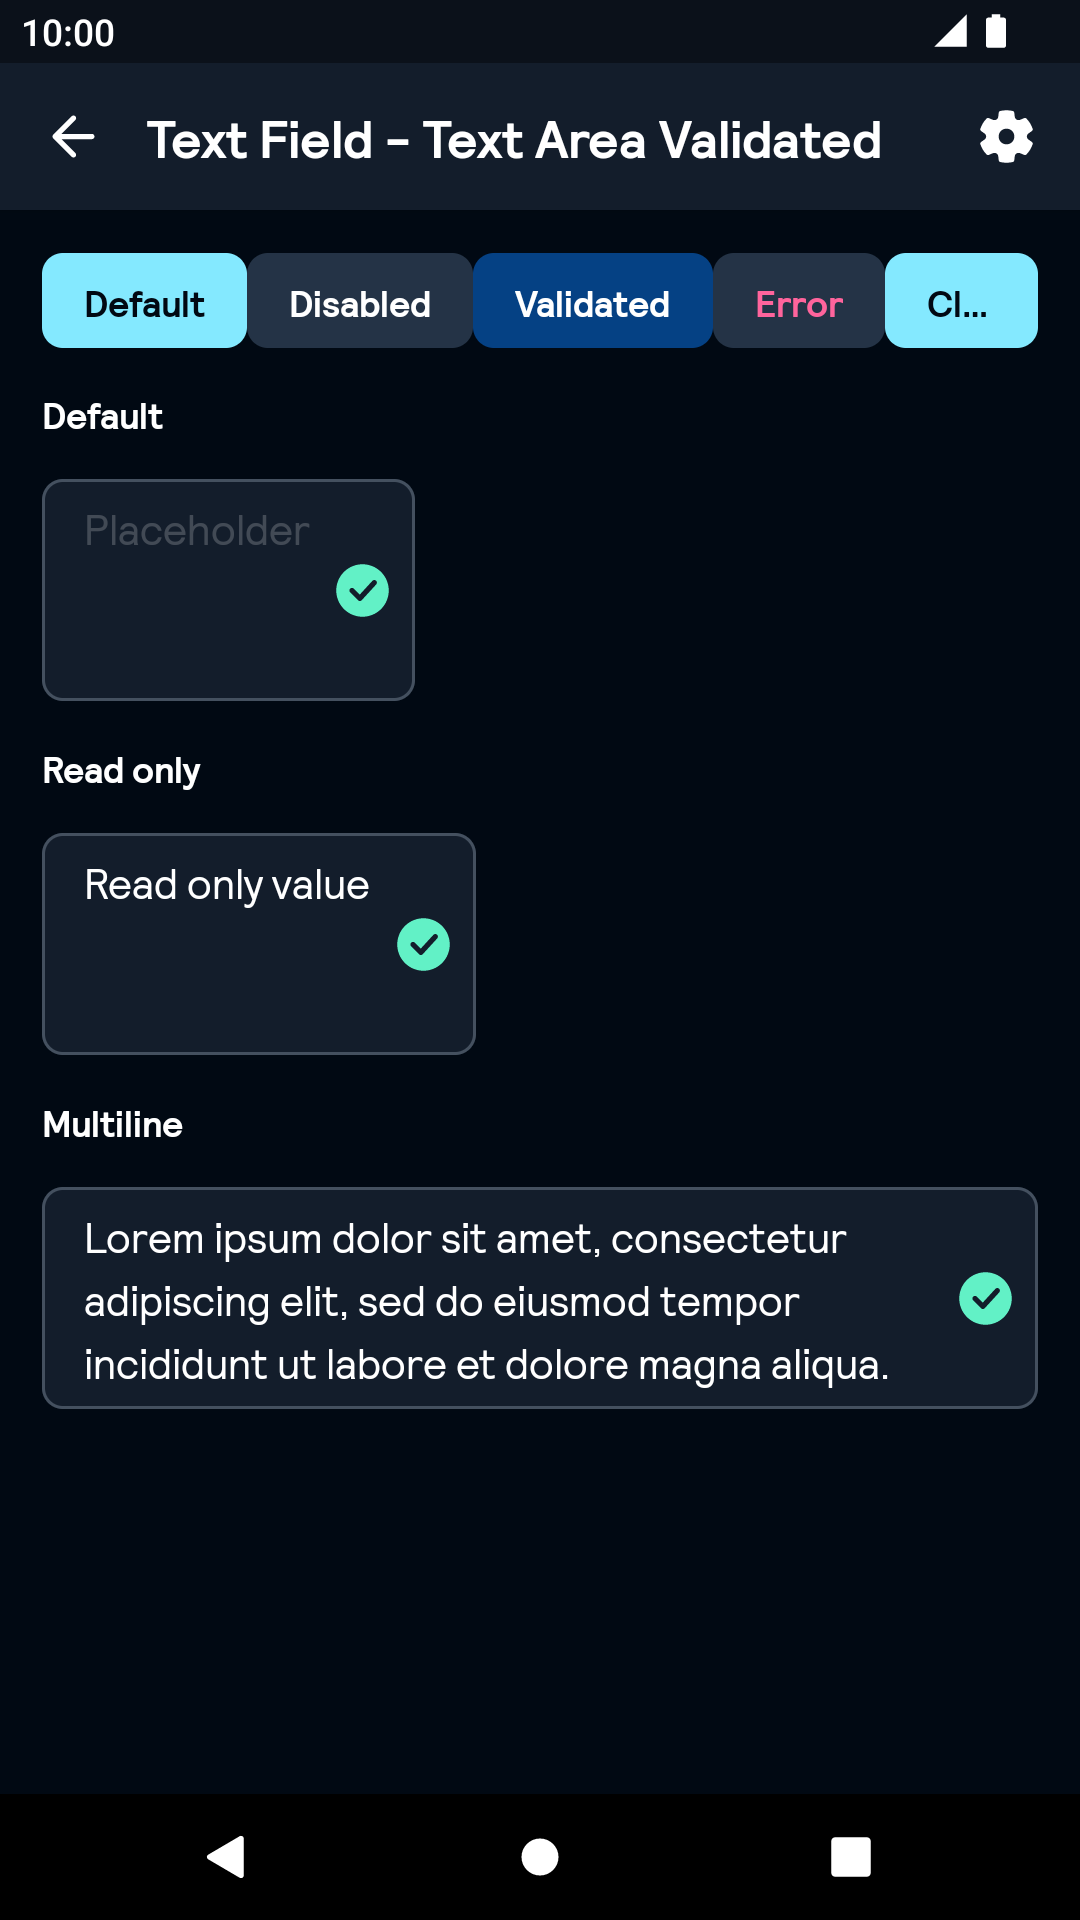 10:00
Text Field - Text Area Validated
Default Disabled Validated Error Cl...
Default
Placeholder
Read only
Read only value
Multiline
Lorem ipsum dolor sit amet, consectetur
adipiscing elit, sed do eiusmod tempor
incididunt ut labore et dolore magna aliqua.